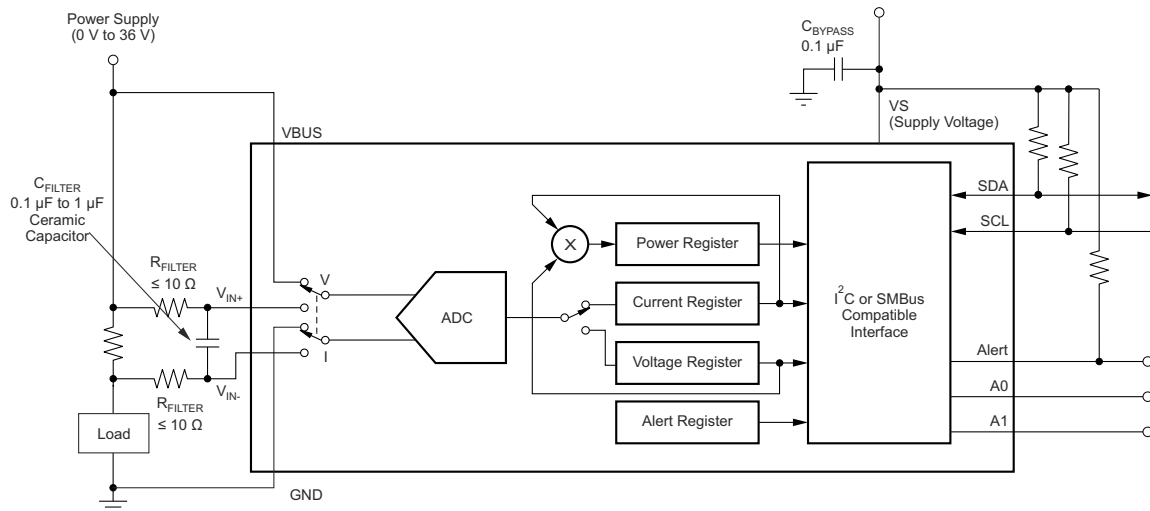 Power Supply
(0 V to 36 V)
C_BYPASS
0.1 µF
VS
(Supply Voltage)
VBUS
C_FILTER
0.1 µF to 1 µF
Ceramic
Capacitor
R_FILTER
≤ 10 Ω
V_IN+
V
I
V_IN-
R_FILTER
≤ 10 Ω
Load
GND
ADC
X
Power Register
Current Register
Voltage Register
Alert Register
I²C or SMBus
Compatible
Interface
SDA
SCL
Alert
A0
A1